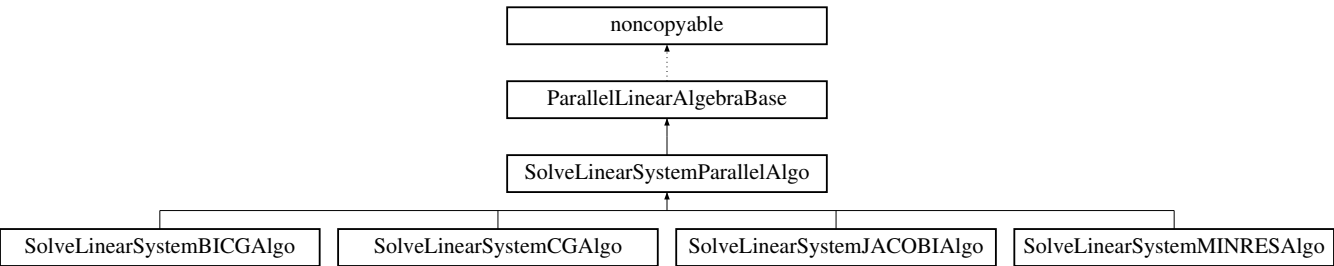 noncopyable
ParallelLinearAlgebraBase
SolveLinearSystemParallelAlgo
SolveLinearSystemBICGAlgo SolveLinearSystemCGAlgo SolveLinearSystemJACOBIAlgo SolveLinearSystemMINRESAlgo